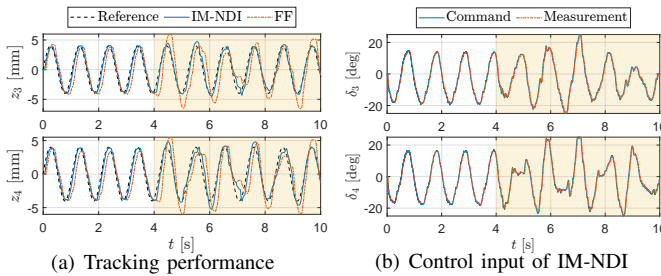 Reference IM-NDI FF
Command Measurement
z3 [mm]
5
0
-5
0 2 4 6 8 10
z4 [mm]
5
0
-5
0 2 4 6 8 10
t [s]
δ3 [deg]
20
0
-20
0 2 4 6 8 10
δ4 [deg]
20
0
-20
0 2 4 6 8 10
t [s]
(a) Tracking performance
(b) Control input of IM-NDI